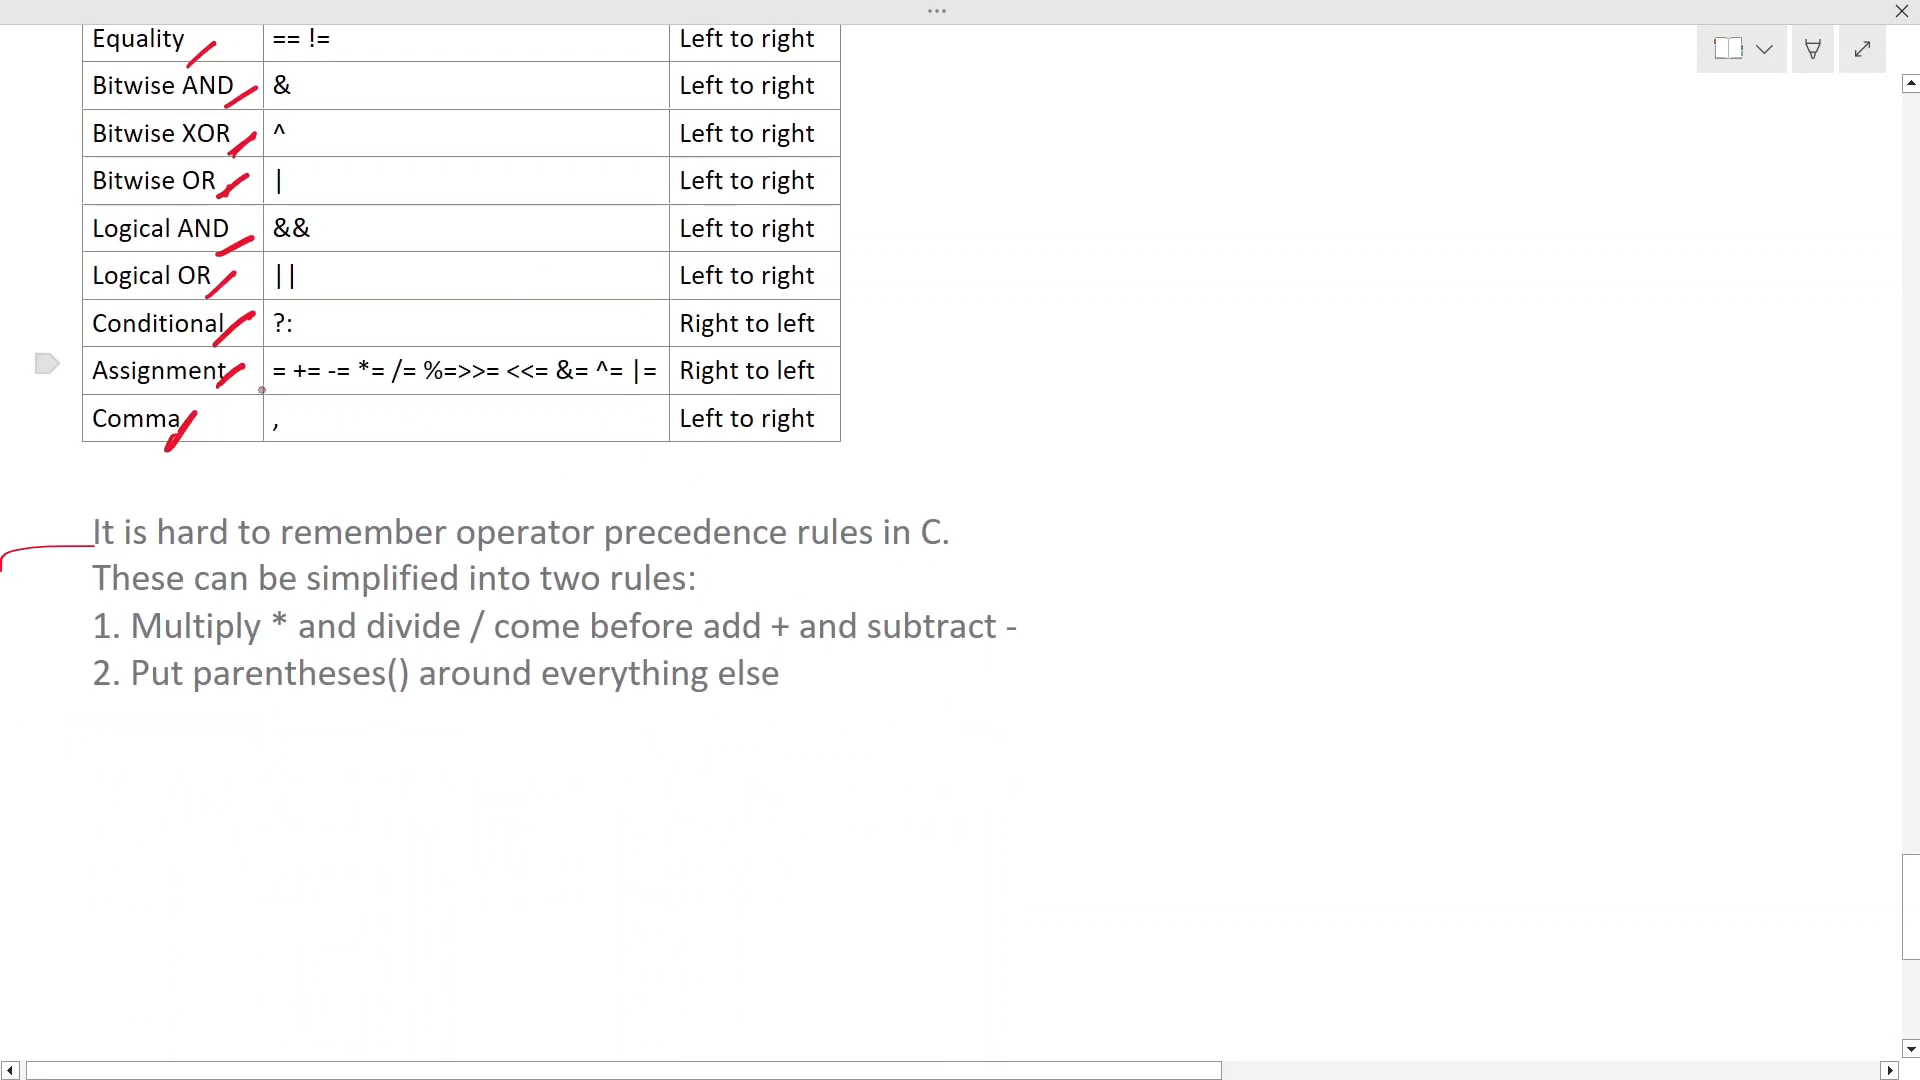 Equality == != Left to right
Bitwise AND & Left to right
Bitwise XOR ^ Left to right
Bitwise OR | Left to right
Logical AND && Left to right
Logical OR || Left to right
Conditional ?: Right to left
Assignment = += -= *= /= %=>>= <<= &= ^= |= Right to left
Comma , Left to right
It is hard to remember operator precedence rules in C.
These can be simplified into two rules:
1. Multiply * and divide / come before add + and subtract -
2. Put parentheses() around everything else